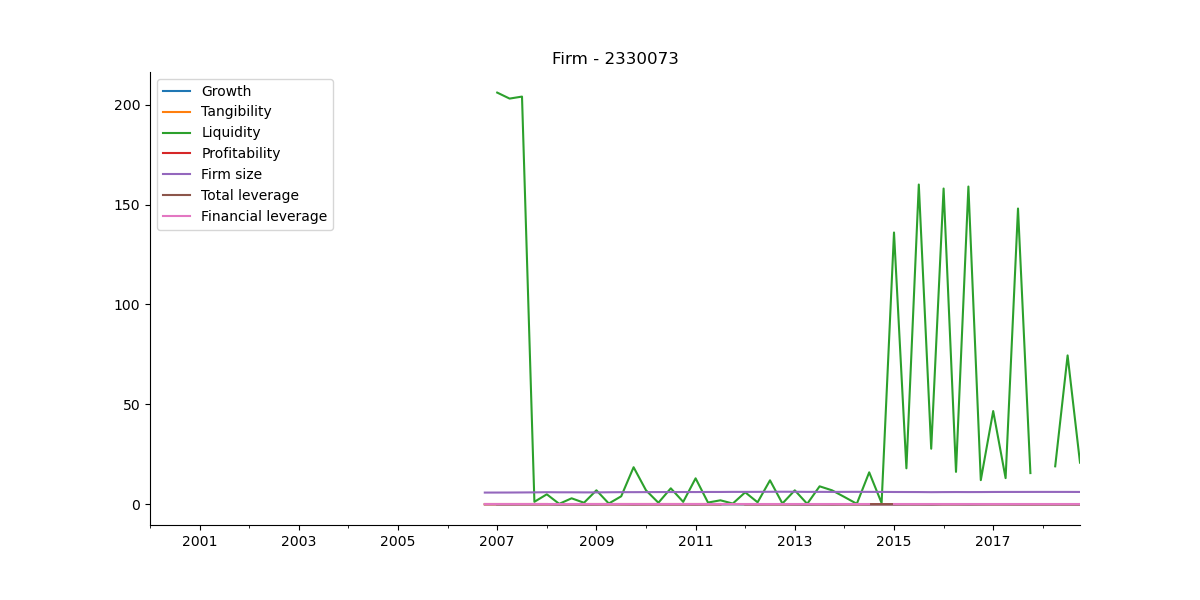 Firm - 2330073
Growth
Tangibility
Liquidity
Profitability
Firm size
Total leverage
Financial leverage
200
150
100
50
0
2001 2003 2005 2007 2009 2011 2013 2015 2017